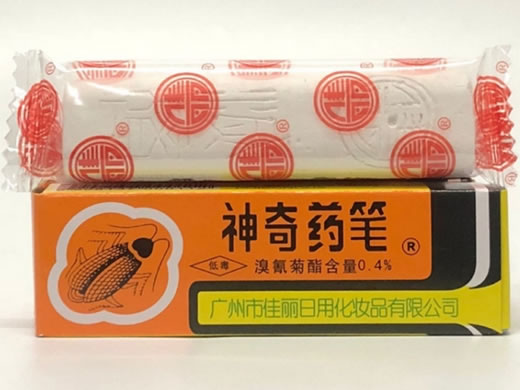 神奇药笔®
低毒 溴氰菊酯含量0.4%
广州市佳丽日用化妆品有限公司